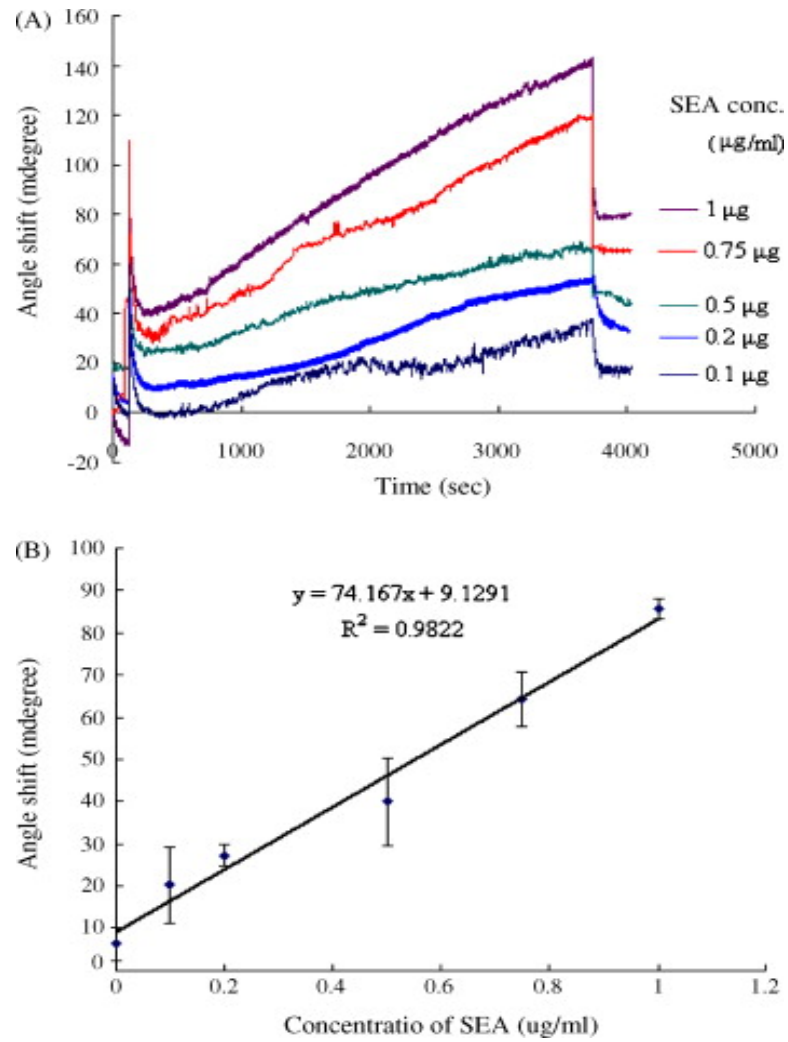 (A)
160
140
120
100
80
60
40
20
0
-20
Angle shift (mdegree)
0 1000 2000 3000 4000 5000
Time (sec)
SEA conc.
(μg/ml)
1 μg
0.75 μg
0.5 μg
0.2 μg
0.1 μg
(B)
100
90
80
70
60
50
40
30
20
10
0
Angle shift (mdegree)
y = 74.167x + 9.1291
R² = 0.9822
0 0.2 0.4 0.6 0.8 1 1.2
Concentratio of SEA (ug/ml)